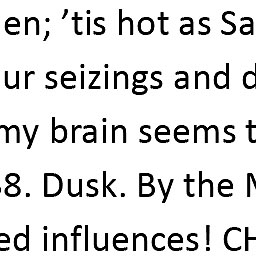 en; ’tis hot as Sa
ur seizings and d
my brain seems t
8. Dusk. By the M
ed influences! CH